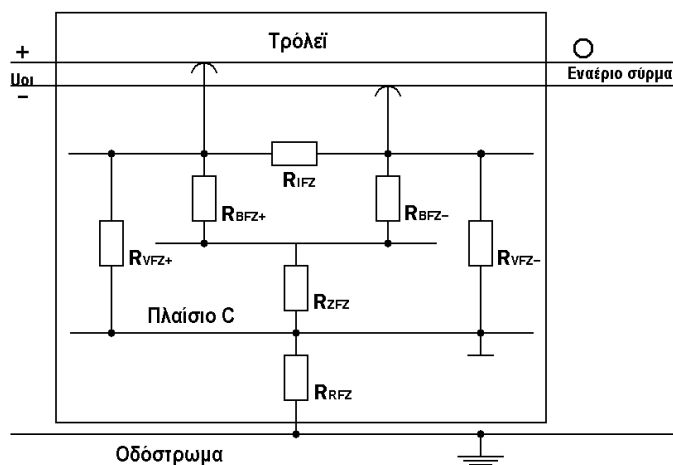 Τρόλεϊ
+
Uοι
−
Εναέριο σύρμα
RIFZ
RBFZ+
RBFZ−
RVFZ+
RVFZ−
RZFZ
Πλαίσιο C
RRFZ
Οδόστρωμα